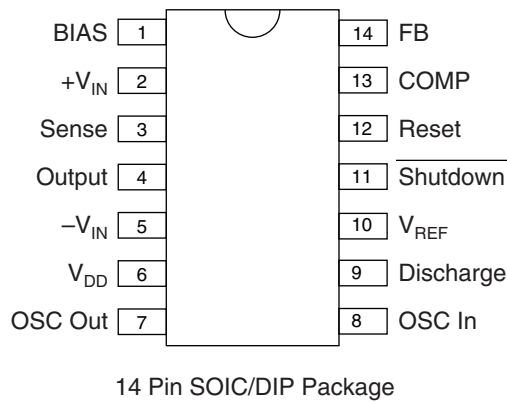 BIAS 1 14 FB
+VIN 2 13 COMP
Sense 3 12 Reset
Output 4 11 Shutdown
–VIN 5 10 VREF
VDD 6 9 Discharge
OSC Out 7 8 OSC In
14 Pin SOIC/DIP Package